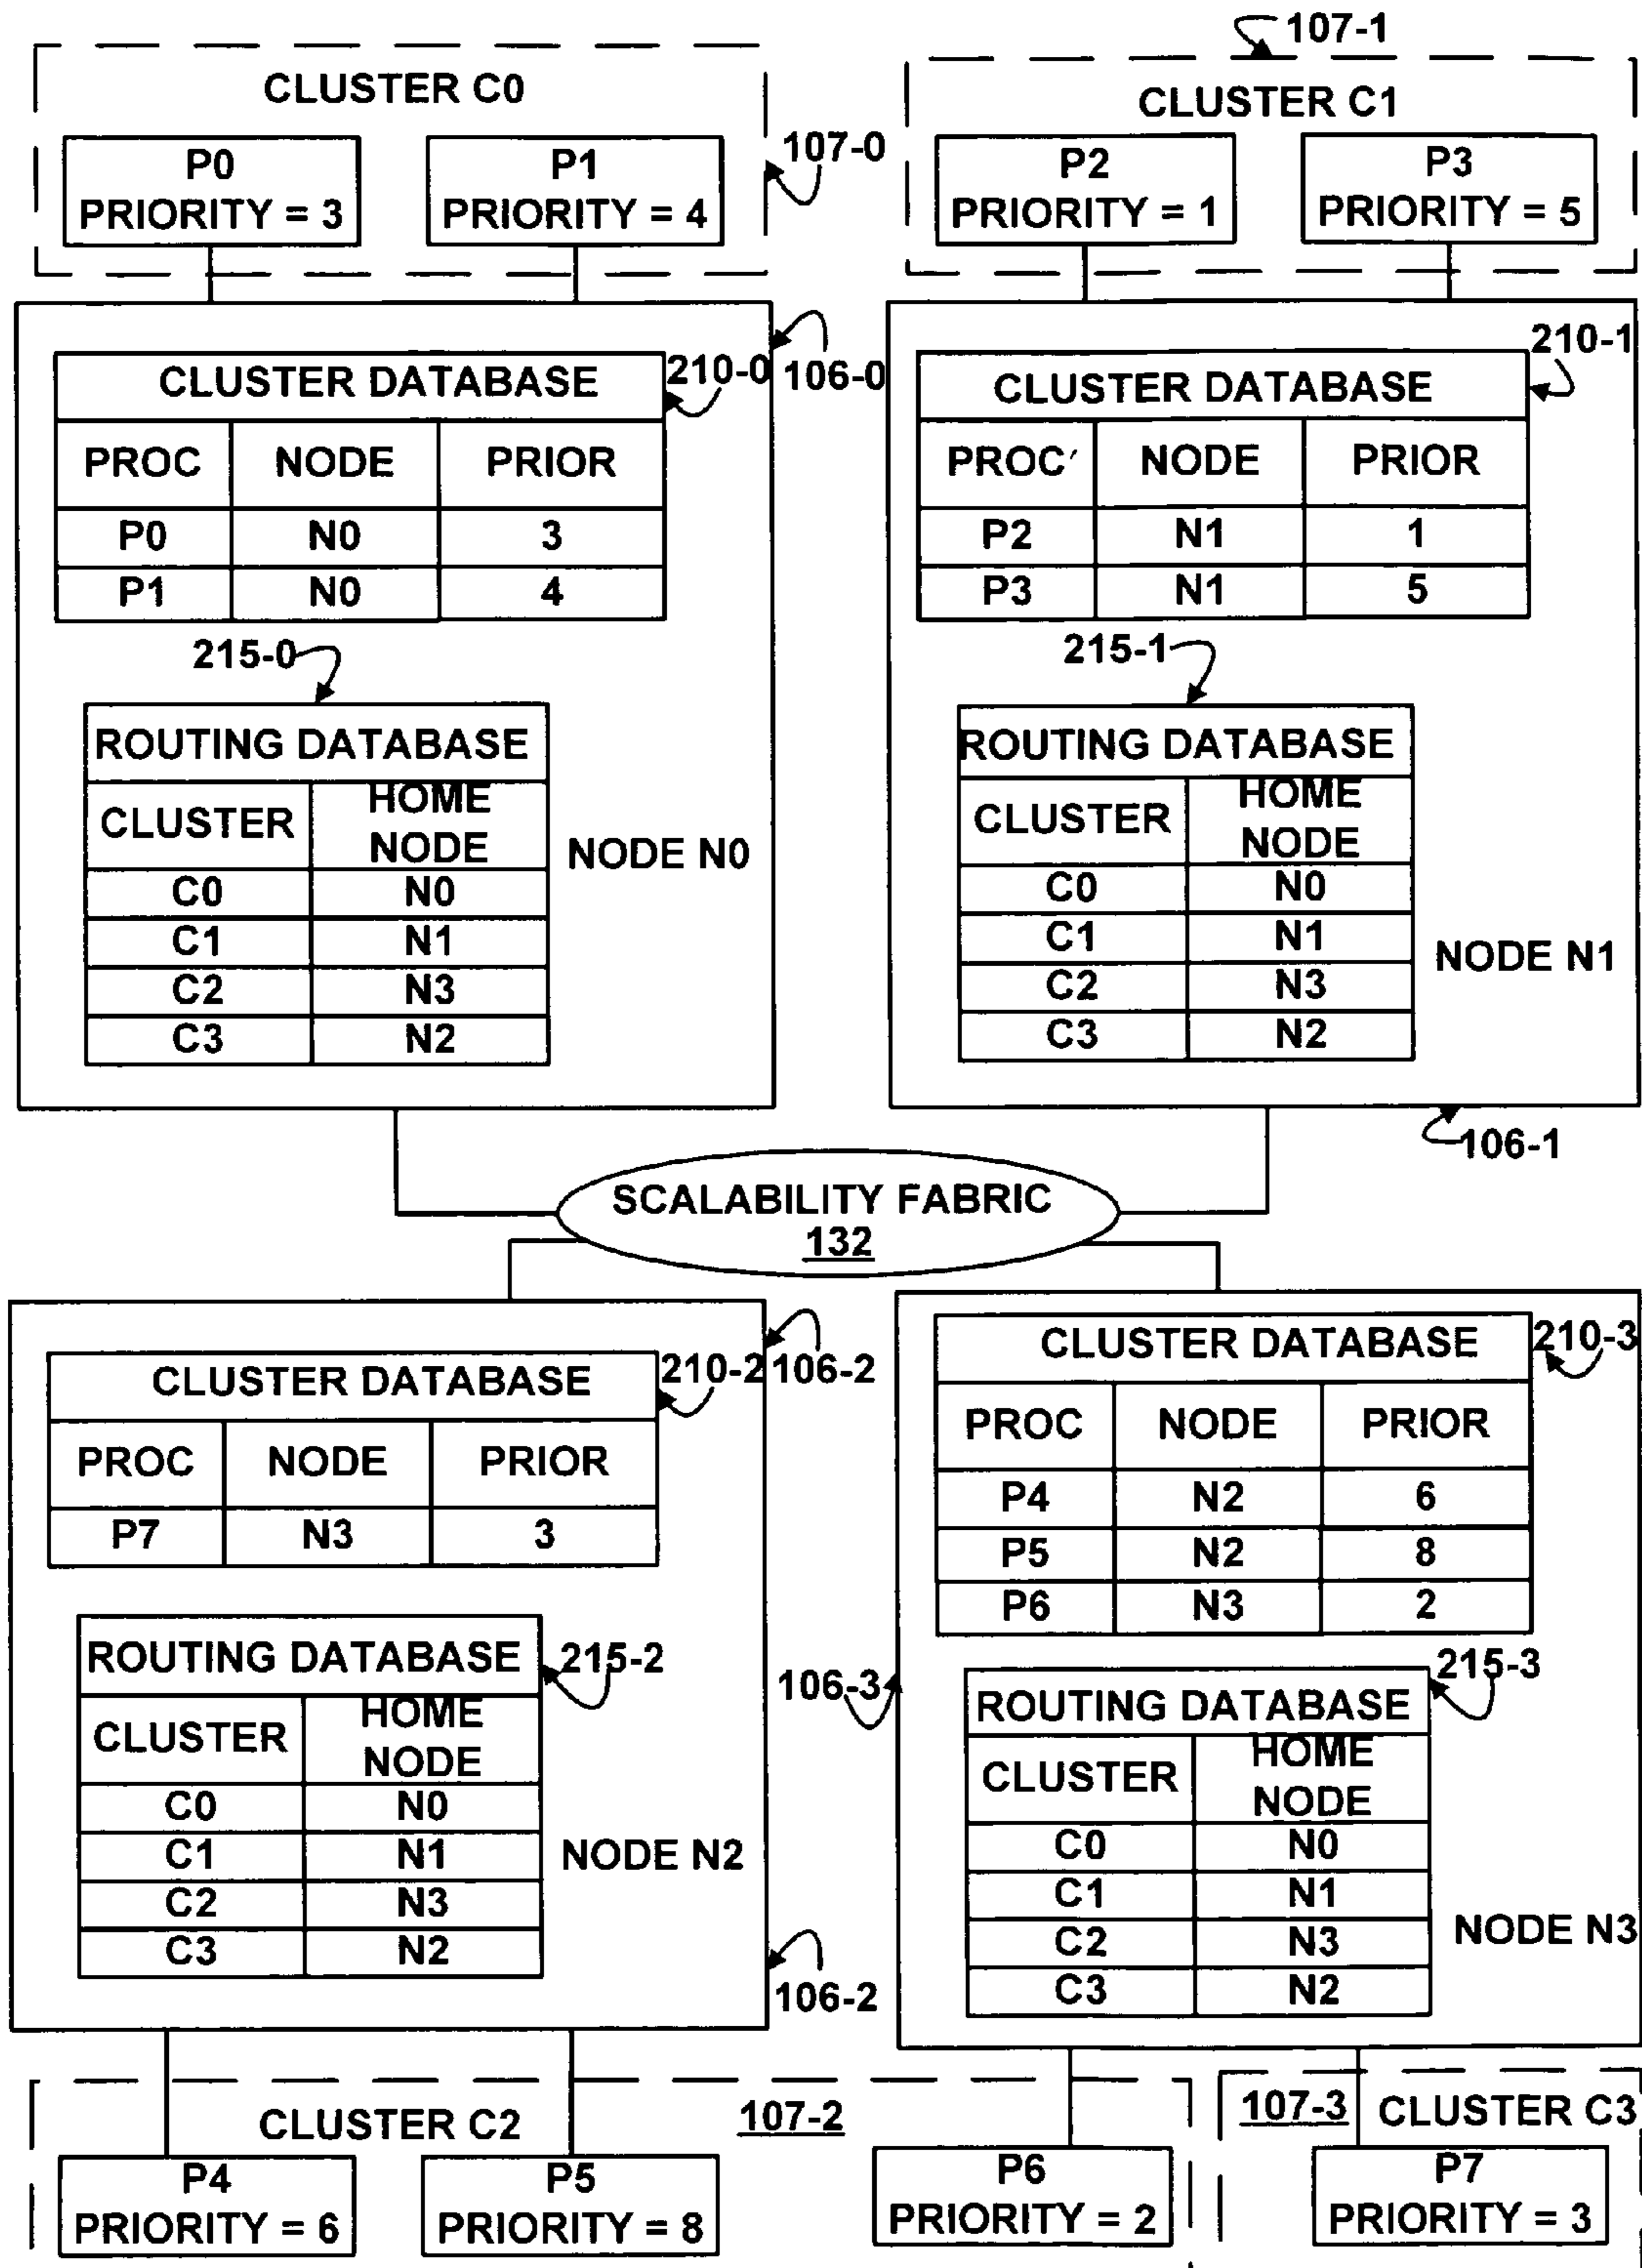 107-1
CLUSTER C0
CLUSTER C1
P0
PRIORITY = 3
P1
PRIORITY = 4
107-0
P2
PRIORITY = 1
P3
PRIORITY = 5
CLUSTER DATABASE
210-0
106-0
PROC NODE PRIOR
P0 N0 3
P1 N0 4
215-0
ROUTING DATABASE
CLUSTER HOME NODE
C0 N0
C1 N1
C2 N3
C3 N2
NODE N0
210-1
CLUSTER DATABASE
PROC' NODE PRIOR
P2 N1 1
P3 N1 5
215-1
ROUTING DATABASE
CLUSTER HOME NODE
C0 N0
C1 N1
C2 N3
C3 N2
NODE N1
106-1
SCALABILITY FABRIC
132
CLUSTER DATABASE
210-2
106-2
PROC NODE PRIOR
P7 N3 3
ROUTING DATABASE
215-2
CLUSTER HOME NODE
C0 N0
C1 N1
C2 N3
C3 N2
NODE N2
106-2
CLUSTER DATABASE
210-3
PROC NODE PRIOR
P4 N2 6
P5 N2 8
P6 N3 2
106-3
215-3
ROUTING DATABASE
CLUSTER HOME NODE
C0 N0
C1 N1
C2 N3
C3 N2
NODE N3
CLUSTER C2
107-2
107-3
CLUSTER C3
P4
PRIORITY = 6
P5
PRIORITY = 8
P6
PRIORITY = 2
P7
PRIORITY = 3